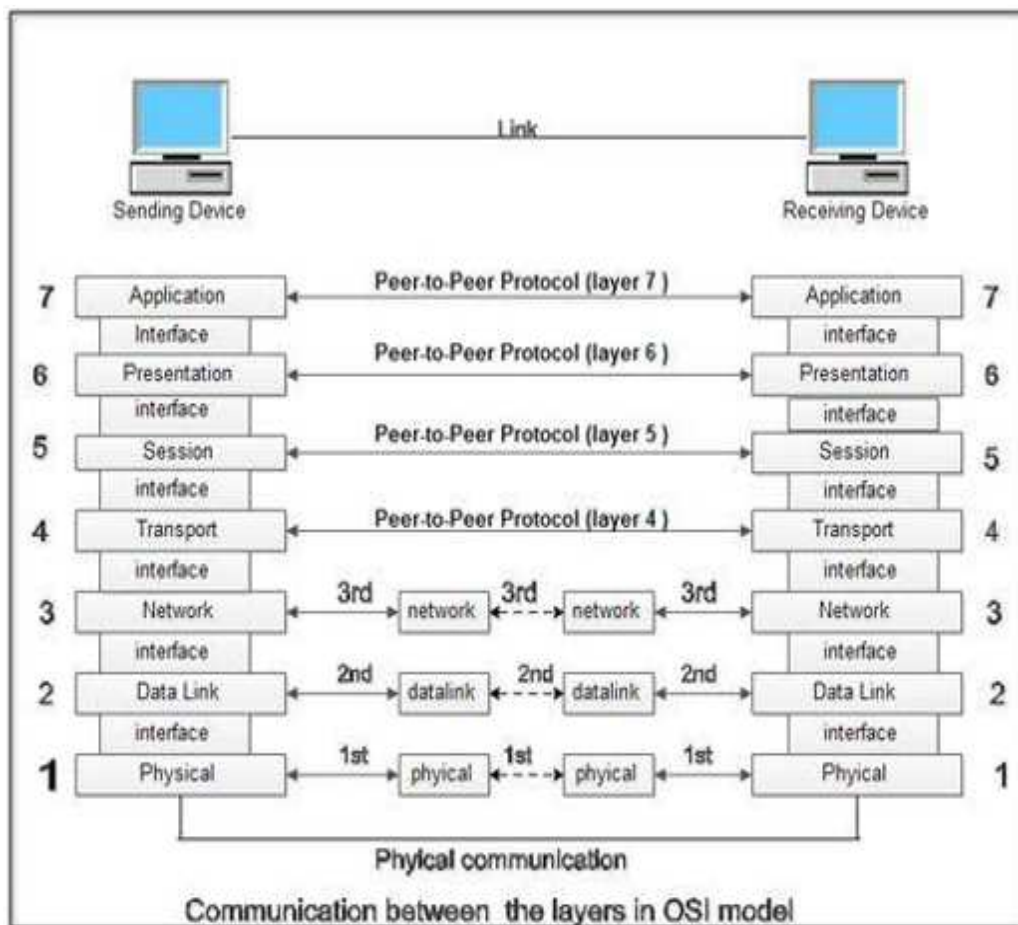 Link
Sending Device Receiving Device
7 Application Peer-to-Peer Protocol (layer 7 ) Application 7
Interface interface
6 Presentation Peer-to-Peer Protocol (layer 6 ) Presentation 6
interface interface
5 Session Peer-to-Peer Protocol (layer 5 ) Session 5
interface interface
4 Transport Peer-to-Peer Protocol (layer 4 ) Transport 4
interface interface
3 Network 3rd network 3rd network 3rd Network 3
interface interface
2 Data Link 2nd datalink 2nd datalink 2nd Data Link 2
interface interface
1 Physical 1st phyical 1st phyical 1st Phyical 1
Phyical communication
Communication between the layers in OSI model